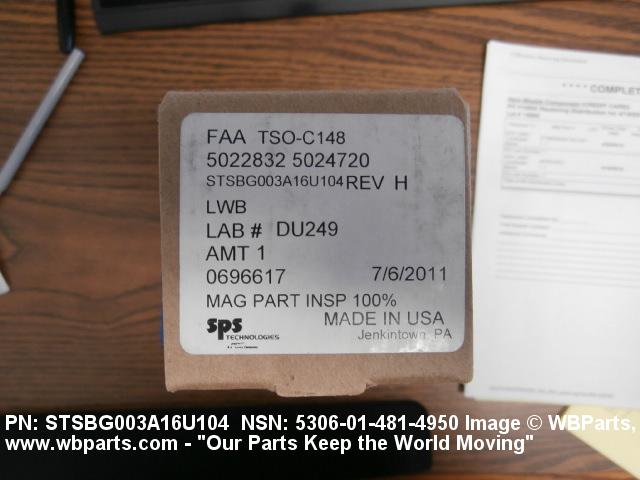 FAA TSO-C148
5022832 5024720
STSBG003A16U104 REV H
LWB
LAB # DU249
AMT 1
0696617 7/6/2011
MAG PART INSP 100%
sps TECHNOLOGIES
MADE IN USA
Jenkintown, PA
**** COMPLET
PN: STSBG003A16U104 NSN: 5306-01-481-4950 Image © WBParts,
www.wbparts.com - "Our Parts Keep the World Moving"